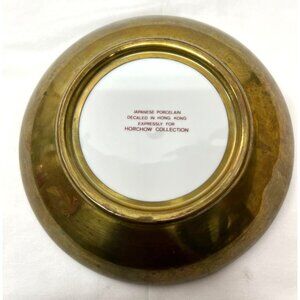 JAPANESE PORCELAIN
DECALED IN HONG KONG
EXPRESSLY FOR
HORCHOW COLLECTION